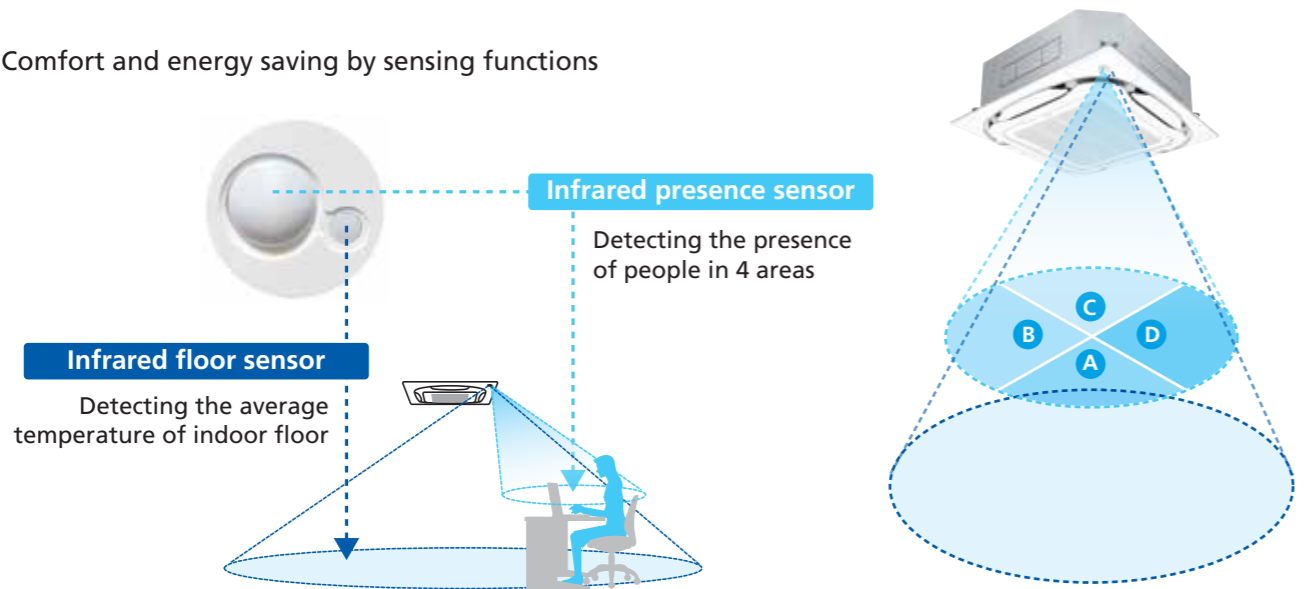 Comfort and energy saving by sensing functions
Infrared presence sensor
Detecting the presence
of people in 4 areas
Infrared floor sensor
Detecting the average
temperature of indoor floor
C
B
D
A